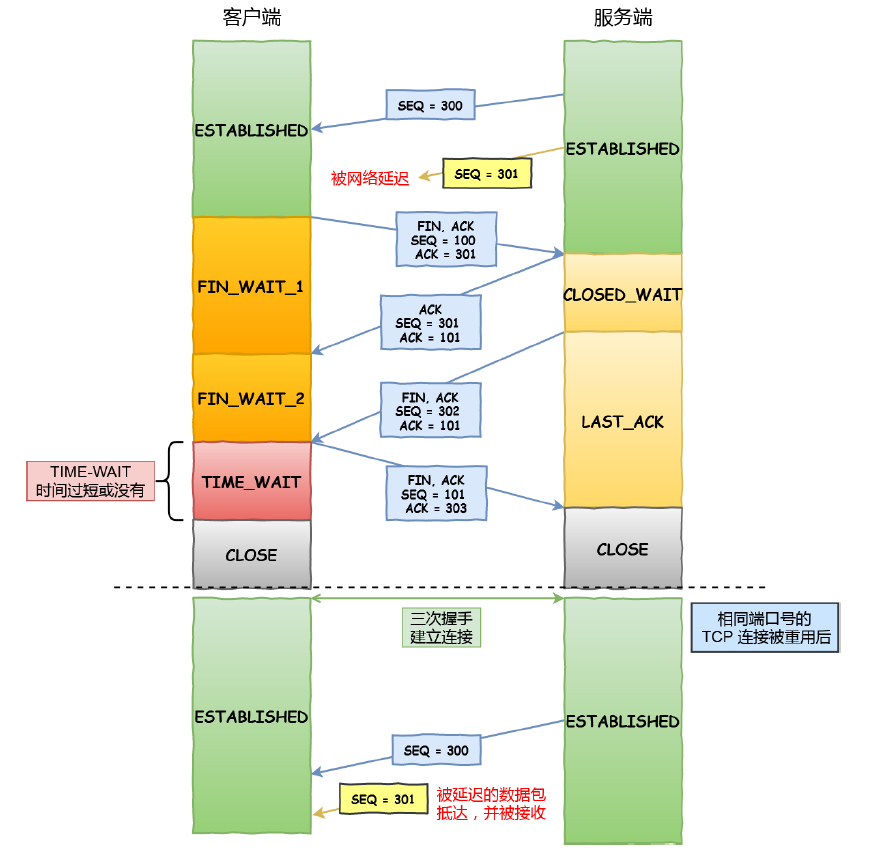 客户端
服务端
SEQ = 300
ESTABLISHED
ESTABLISHED
被网络延迟
SEQ = 301
FIN, ACK
SEQ = 100
ACK = 301
FIN_WAIT_1
CLOSED_WAIT
ACK
SEQ = 301
ACK = 101
FIN_WAIT_2
FIN, ACK
SEQ = 302
ACK = 101
LAST_ACK
TIME-WAIT
时间过短或没有
TIME_WAIT
FIN, ACK
SEQ = 101
ACK = 303
CLOSE
CLOSE
三次握手
建立连接
相同端口号的
TCP 连接被重用后
ESTABLISHED
ESTABLISHED
SEQ = 300
SEQ = 301
被延迟的数据包
抵达，并被接收